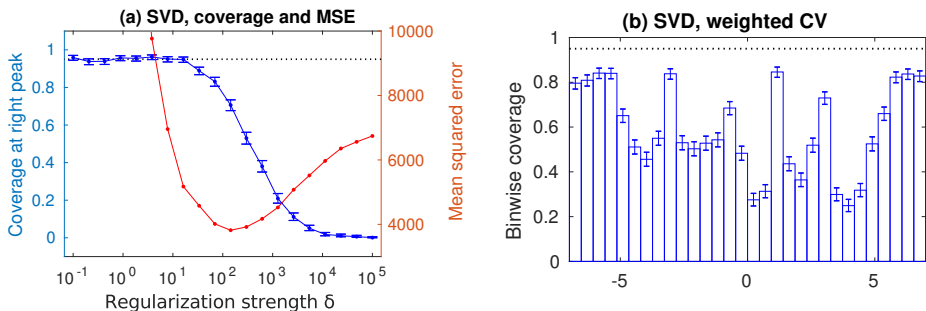 (a) SVD, coverage and MSE
Coverage at right peak
1
0.8
0.6
0.4
0.2
0
10000
8000
6000
4000
Mean squared error
10^-1 10^0 10^1 10^2 10^3 10^4 10^5
Regularization strength δ
(b) SVD, weighted CV
Binwise coverage
1
0.8
0.6
0.4
0.2
0
-5 0 5